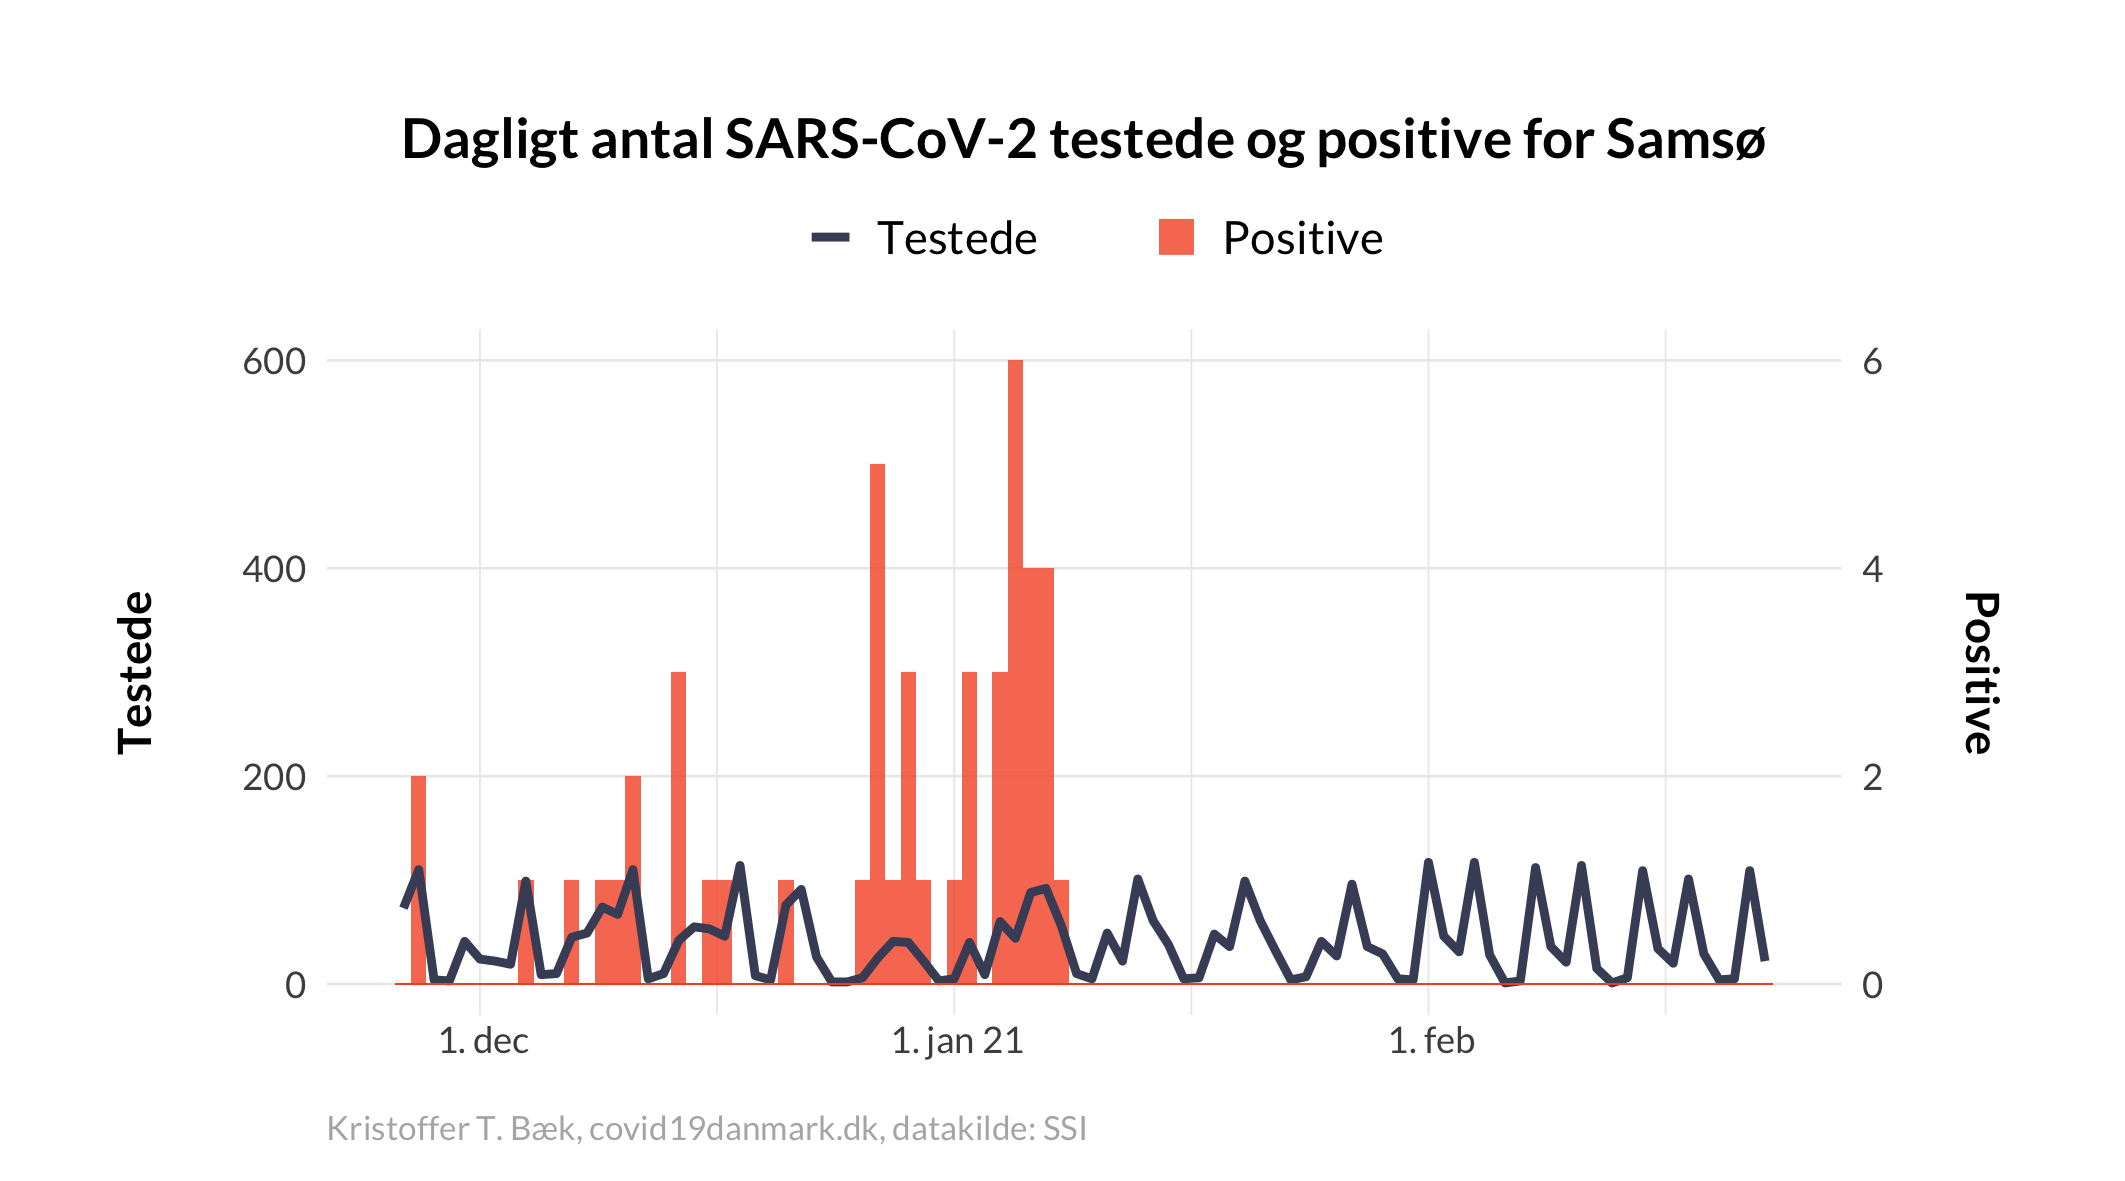 Dagligt antal SARS-CoV-2 testede og positive for Samsø
Testede
Positive
600
400
200
0
6
4
2
0
Testede
Positive
1. dec
1. jan 21
1. feb
Kristoffer T. Bæk, covid19danmark.dk, datakilde: SSI